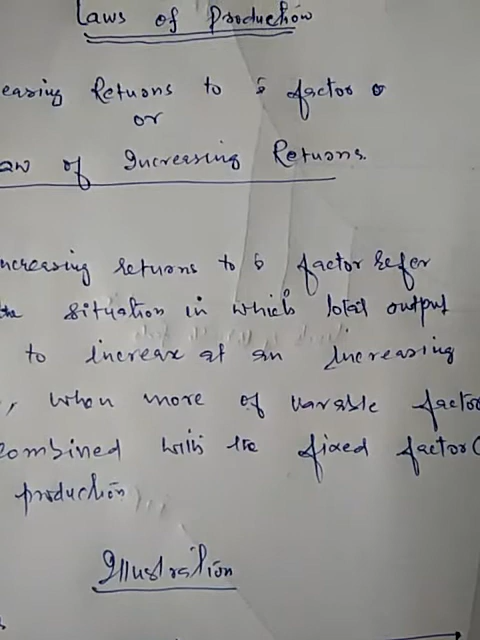 Laws of Production
easing Returns to a factor o
or
aw of Increasing Returns.
ncreasing returns to a factor refer
the situation in which total output
to increase at an increasing
, when more of variable factor
combined with the fixed factor(
production
Illustration